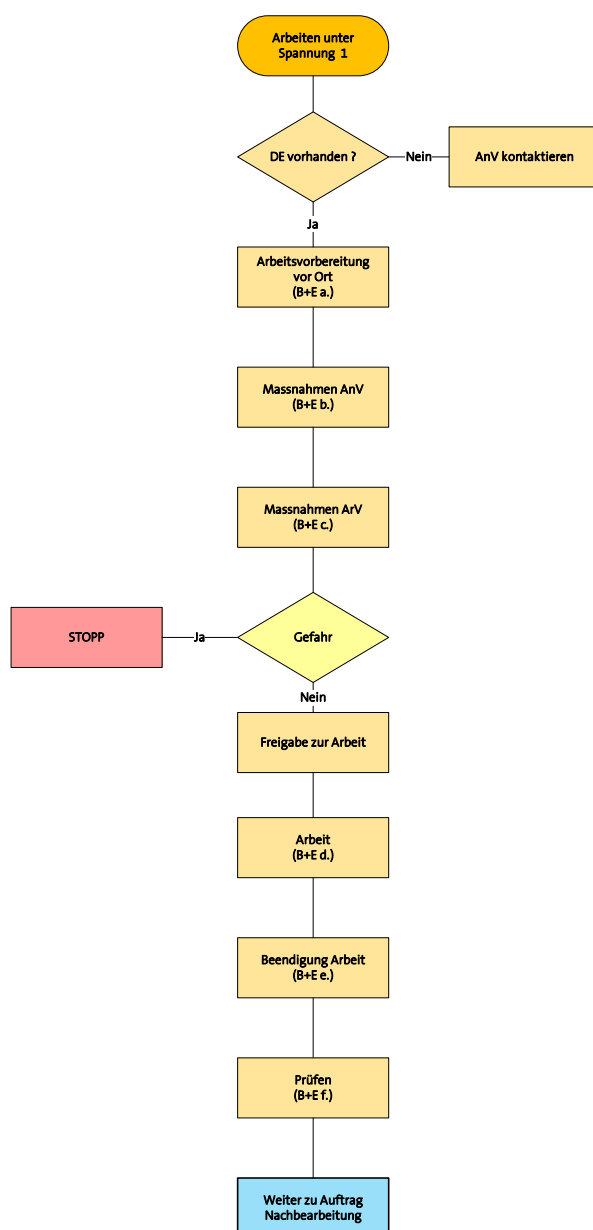 Arbeiten unter
Spannung 1
DE vorhanden ?
Nein
AnV kontaktieren
Ja
Arbeitsvorbereitung
vor Ort
(B+E a.)
Massnahmen AnV
(B+E b.)
Massnahmen ArV
(B+E c.)
STOPP
Ja
Gefahr
Nein
Freigabe zur Arbeit
Arbeit
(B+E d.)
Beendigung Arbeit
(B+E e.)
Prüfen
(B+E f.)
Weiter zu Auftrag
Nachbearbeitung